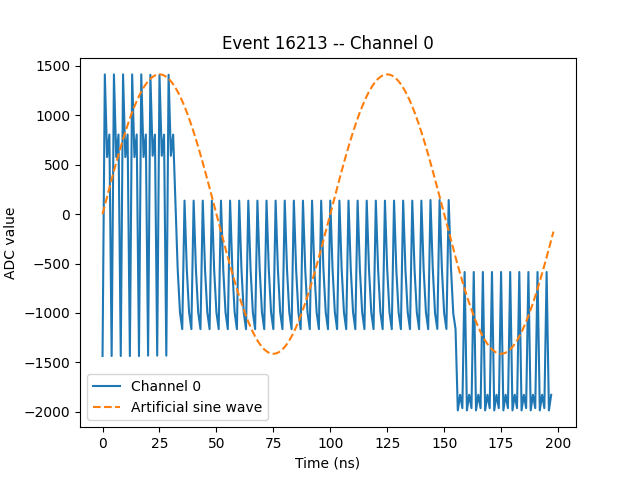 Event 16213 -- Channel 0
ADC value
1500
1000
500
0
−500
−1000
−1500
−2000
Channel 0
Artificial sine wave
0 25 50 75 100 125 150 175 200
Time (ns)